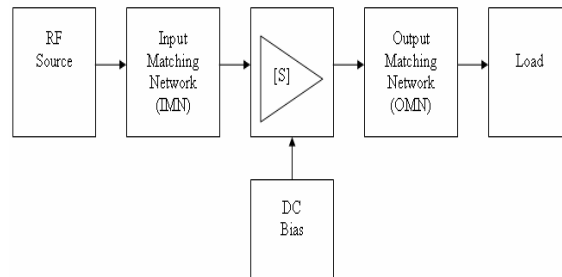 RF
Source
Input
Matching
Network
(IMN)
[S]
Output
Matching
Network
(OMN)
Load
DC
Bias